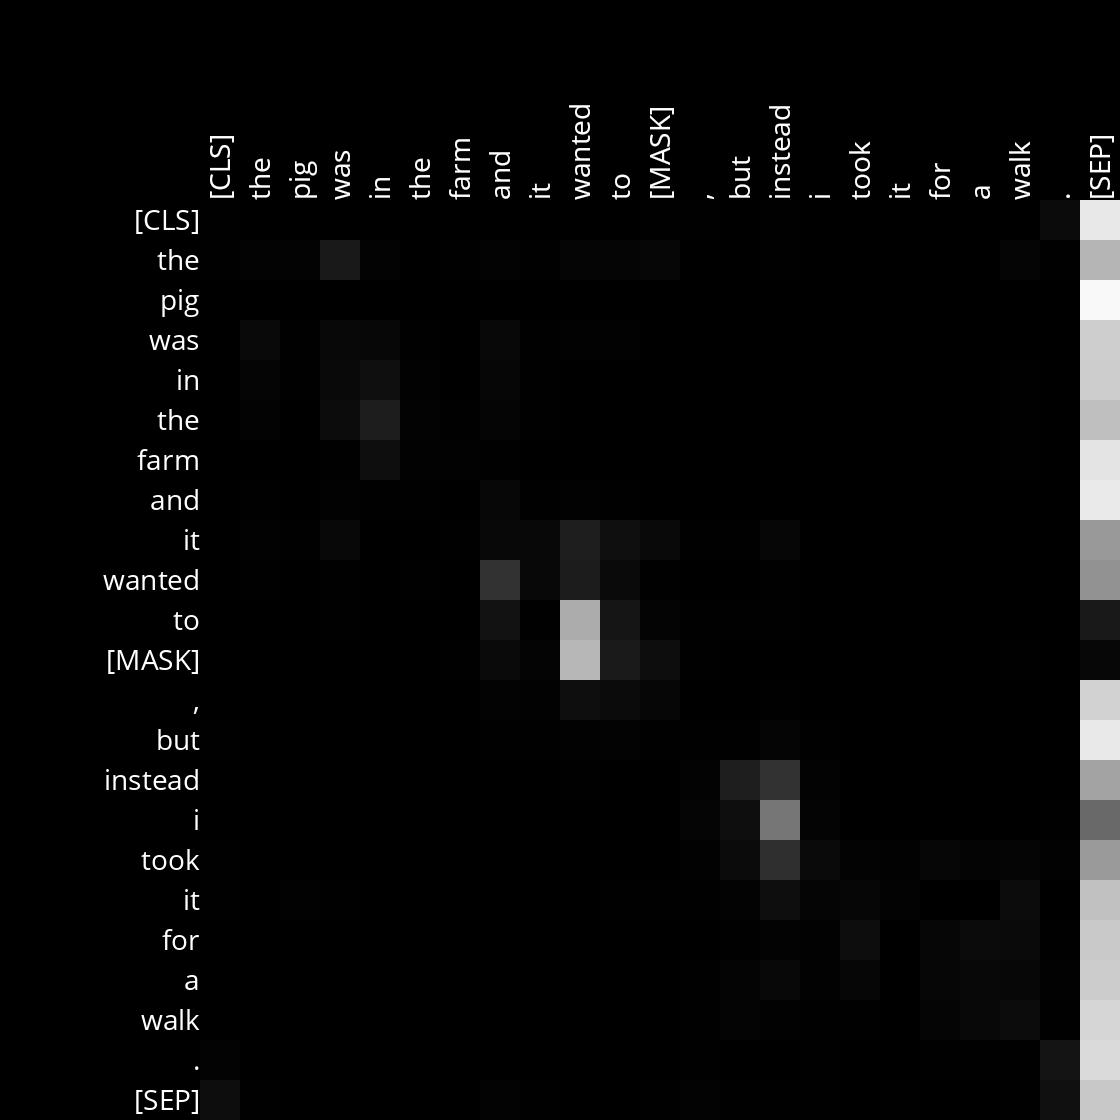 [CLS] the pig was in the farm and it wanted to [MASK] , but instead i took it for a walk . [SEP]
[CLS]
the
pig
was
in
the
farm
and
it
wanted
to
[MASK]
,
but
instead
i
took
it
for
a
walk
.
[SEP]